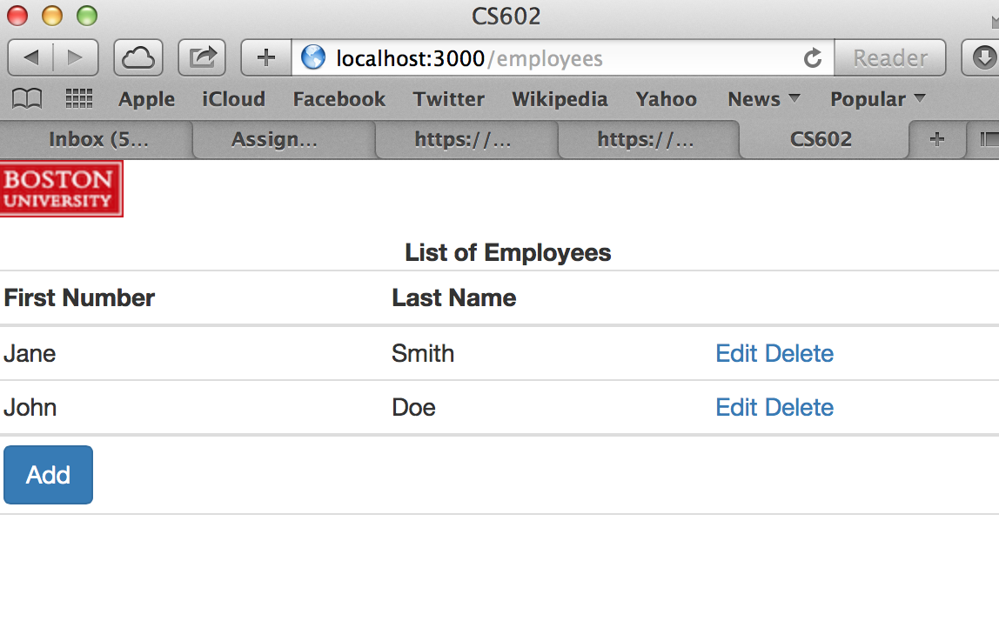 CS602
localhost:3000/employees Reader
Apple iCloud Facebook Twitter Wikipedia Yahoo News Popular
Inbox (5... Assign... https://... https://... CS602
BOSTON
UNIVERSITY
List of Employees
First Number Last Name
Jane Smith Edit Delete
John Doe Edit Delete
Add